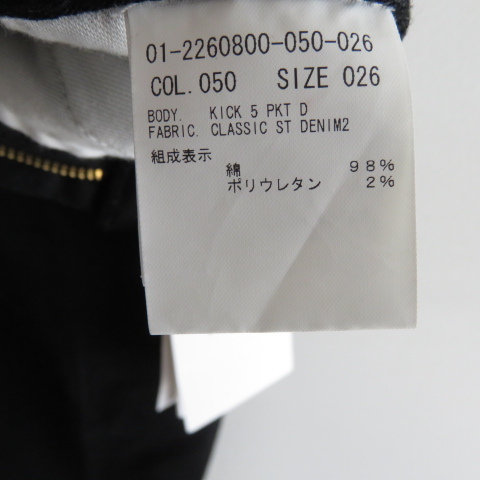 01-2260800-050-026
COL. 050 SIZE 026
BODY. KICK 5 PKT D
FABRIC. CLASSIC ST DENIM2
組成表示
綿 98%
ポリウレタン 2%